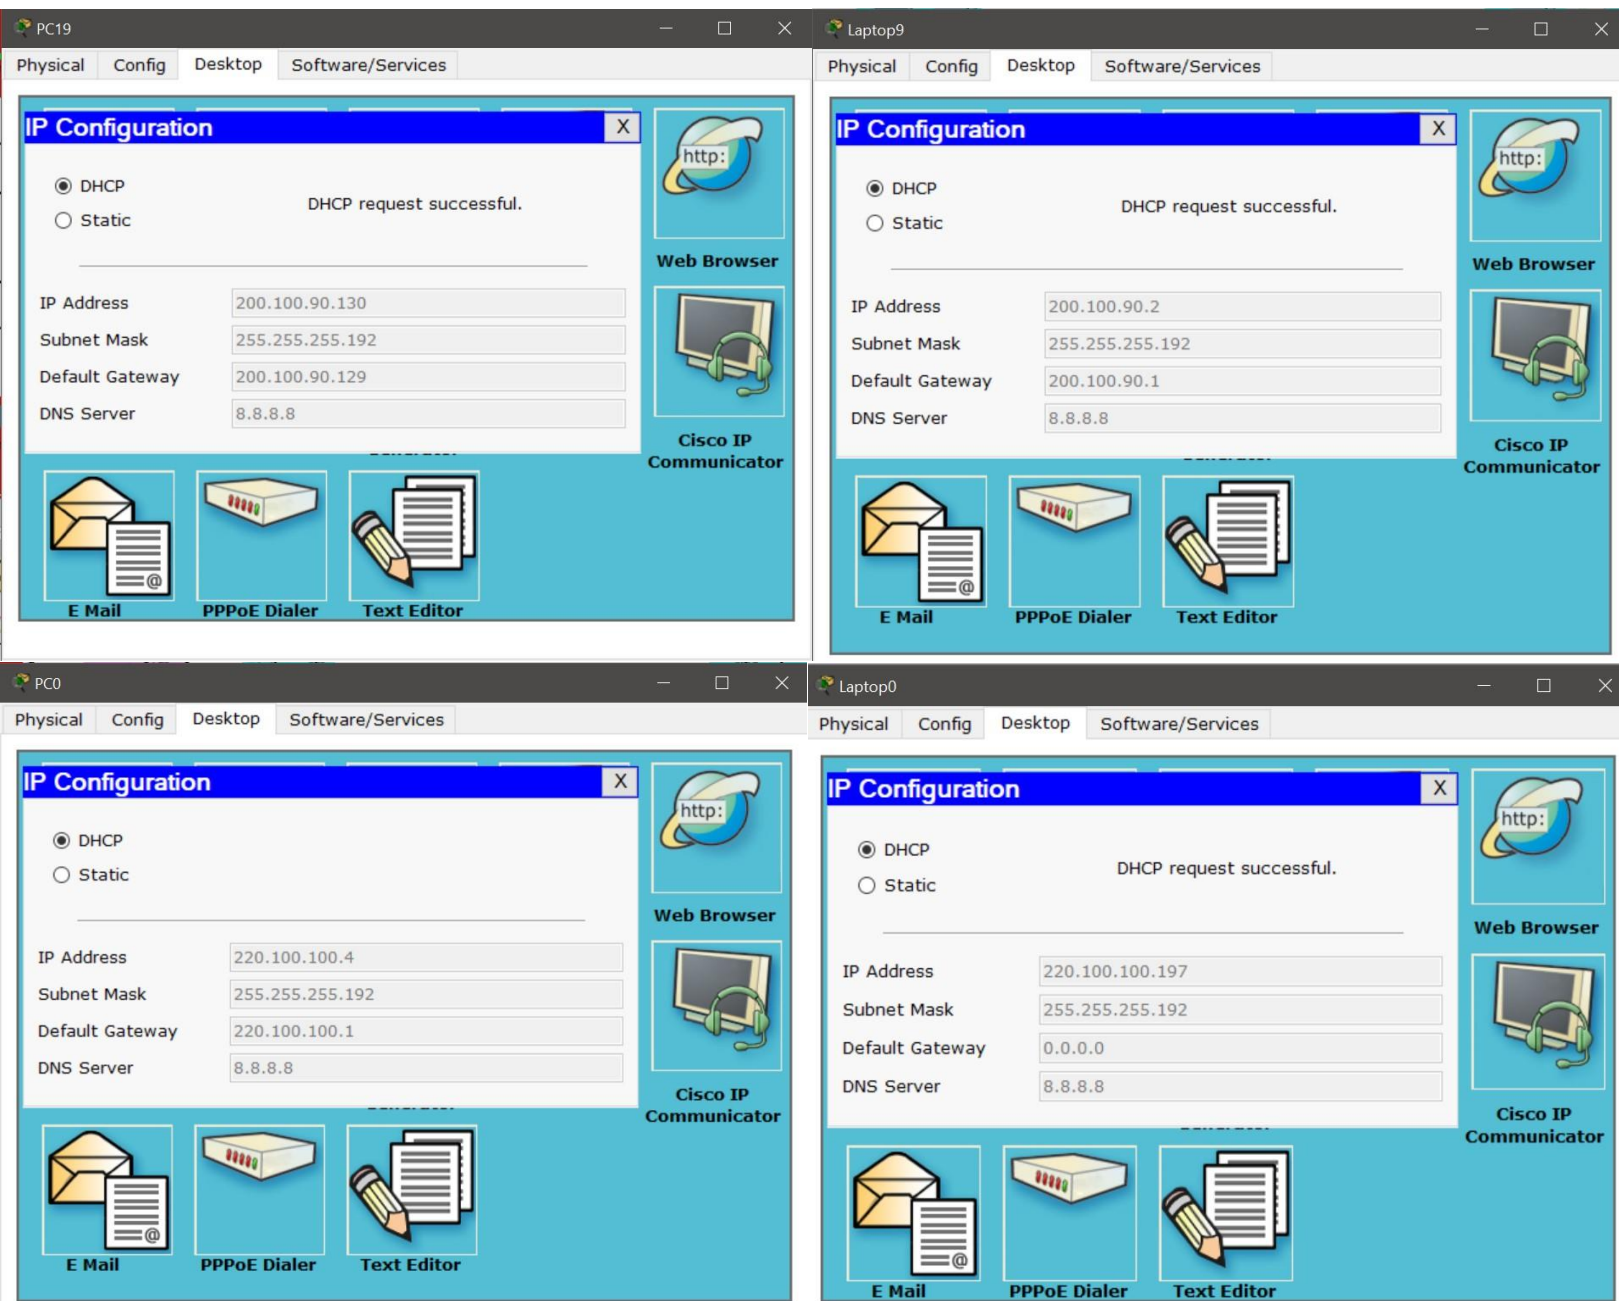 PC19
Physical Config Desktop Software/Services
IP Configuration X
DHCP
Static
DHCP request successful.
IP Address 200.100.90.130
Subnet Mask 255.255.255.192
Default Gateway 200.100.90.129
DNS Server 8.8.8.8
http:
Web Browser
Cisco IP
Communicator
@
E Mail PPPoE Dialer Text Editor
Laptop9
Physical Config Desktop Software/Services
IP Configuration X
DHCP
Static
DHCP request successful.
IP Address 200.100.90.2
Subnet Mask 255.255.255.192
Default Gateway 200.100.90.1
DNS Server 8.8.8.8
http:
Web Browser
Cisco IP
Communicator
@
E Mail PPPoE Dialer Text Editor
PC0
Physical Config Desktop Software/Services
IP Configuration X
DHCP
Static
IP Address 220.100.100.4
Subnet Mask 255.255.255.192
Default Gateway 220.100.100.1
DNS Server 8.8.8.8
http:
Web Browser
Cisco IP
Communicator
@
E Mail PPPoE Dialer Text Editor
Laptop0
Physical Config Desktop Software/Services
IP Configuration X
DHCP
Static
DHCP request successful.
IP Address 220.100.100.197
Subnet Mask 255.255.255.192
Default Gateway 0.0.0.0
DNS Server 8.8.8.8
http:
Web Browser
Cisco IP
Communicator
@
E Mail PPPoE Dialer Text Editor